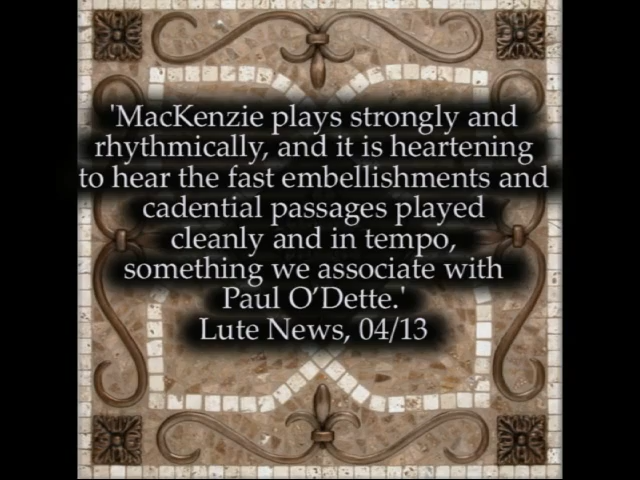 'MacKenzie plays strongly and
rhythmically, and it is heartening
to hear the fast embellishments and
cadential passages played
cleanly and in tempo,
something we associate with
Paul O’Dette.'
Lute News, 04/13